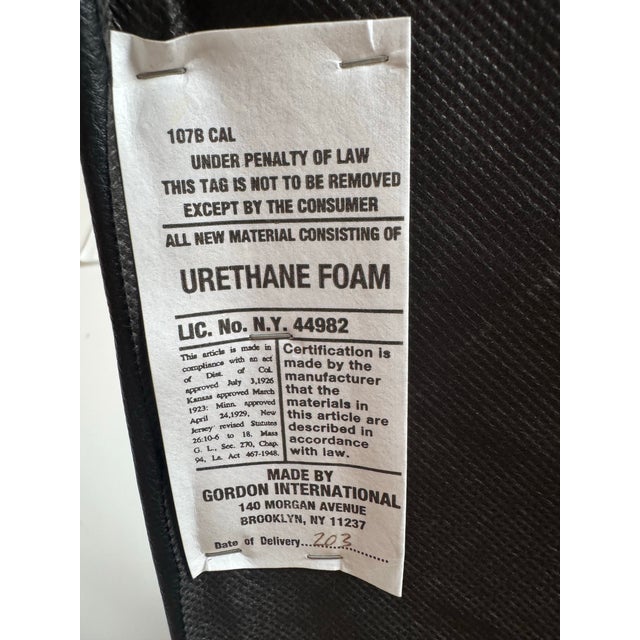 107B CAL
UNDER PENALTY OF LAW
THIS TAG IS NOT TO BE REMOVED
EXCEPT BY THE CONSUMER
ALL NEW MATERIAL CONSISTING OF
URETHANE FOAM
LIC. No. N.Y. 44982
This article is made in
compliance with an act
of Dist. of Col.
approved July 3,1926
Kansas approved March
1923: Minn. approved
April 24,1929, New
Jersey revised Statutes
26:10-6 to 18, Mass
G. L., Sec. 270, Chap.
94, La. Act 467-1948.
Certification is
made by the
manufacturer
that the
materials in
this article are
described in
accordance
with law.
MADE BY
GORDON INTERNATIONAL
140 MORGAN AVENUE
BROOKLYN, NY 11237
Date of Delivery....203............